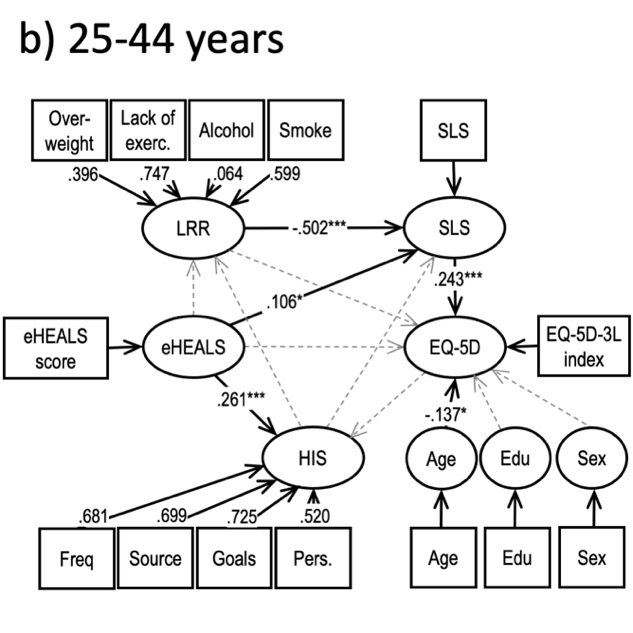 b) 25-44 years
Over-
weight
Lack of
exerc.
Alcohol
Smoke
SLS
.396
.747
.064
.599
LRR
-.502***
SLS
.243***
.106*
eHEALS
score
eHEALS
EQ-5D
EQ-5D-3L
index
.261***
-.137*
HIS
Age
Edu
Sex
.681
.699
.725
.520
Freq
Source
Goals
Pers.
Age
Edu
Sex